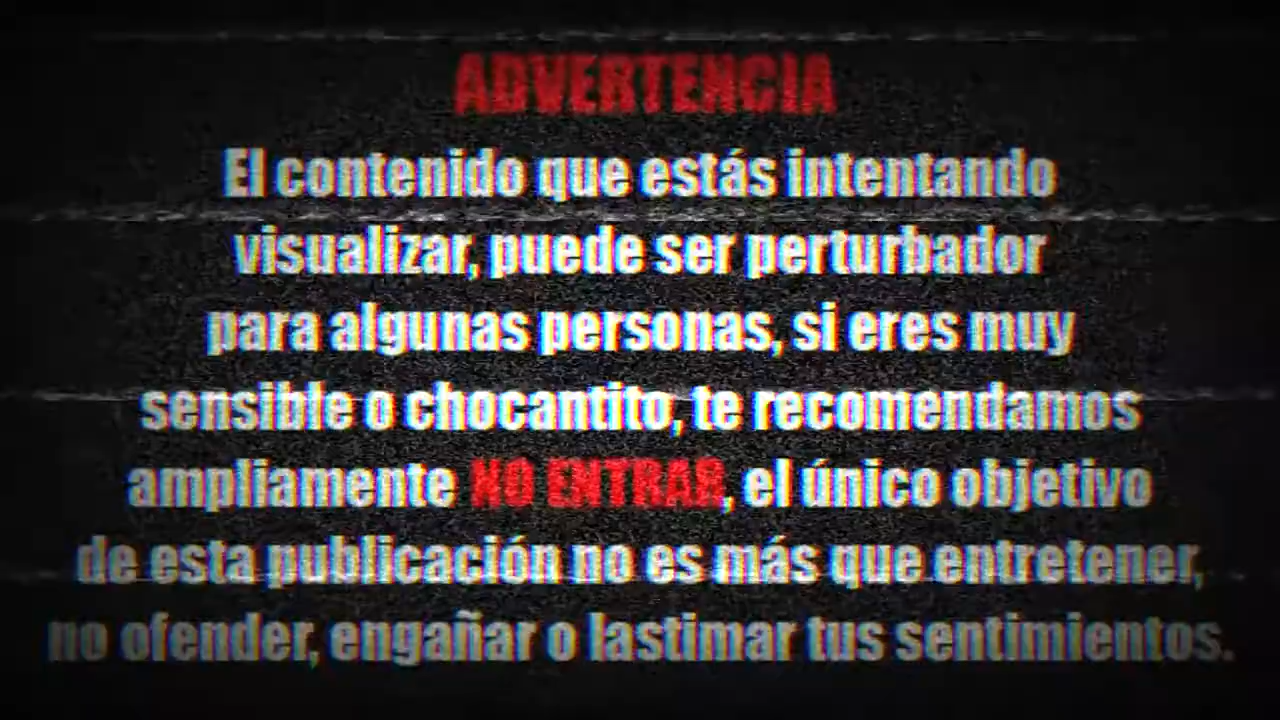 ADVERTENCIA
El contenido que estás intentando
visualizar, puede ser perturbador
para algunas personas, si eres muy
sensible o chocantito, te recomendamos
ampliamente NO ENTRAR, el único objetivo
de esta publicación no es más que entretener,
no ofender, engañar o lastimar tus sentimientos.